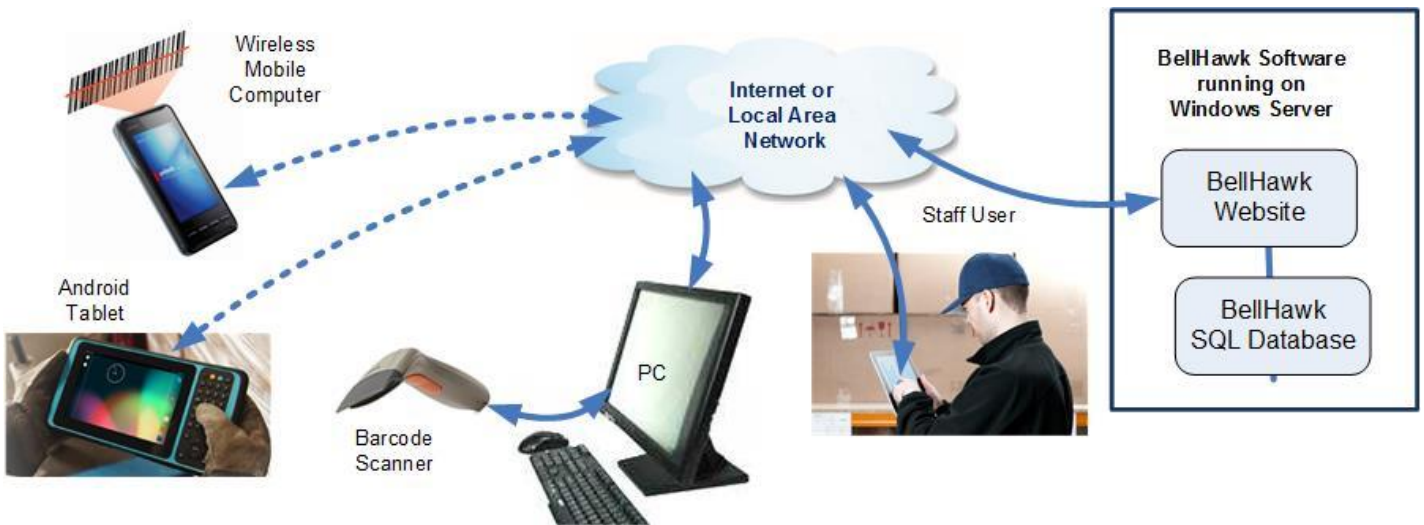 Wireless
Mobile
Computer
Internet or
Local Area
Network
BellHawk Software
running on
Windows Server
BellHawk
Website
BellHawk
SQL Database
Staff User
Android
Tablet
PC
Barcode
Scanner